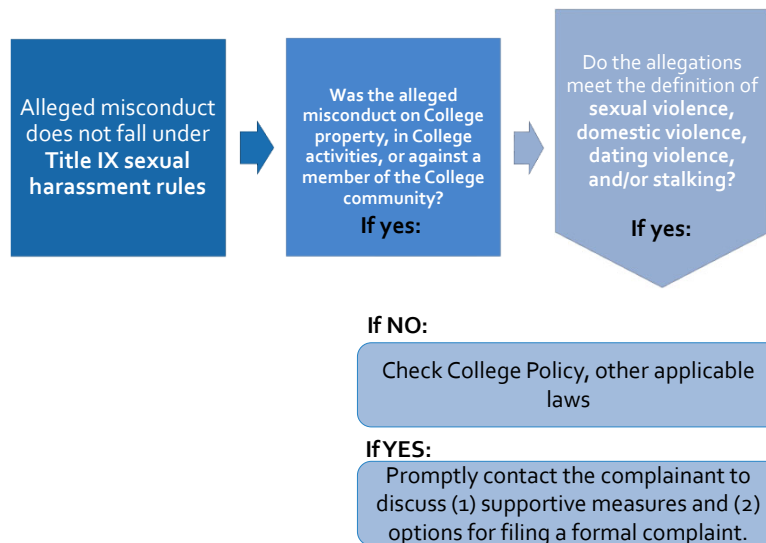 Alleged misconduct
does not fall under
Title IX sexual
harassment rules
Was the alleged
misconduct on College
property, in College
activities, or against a
member of the College
community?
If yes:
Do the allegations
meet the definition of
sexual violence,
domestic violence,
dating violence,
and/or stalking?
If yes:
If NO:
Check College Policy, other applicable
laws
If YES:
Promptly contact the complainant to
discuss (1) supportive measures and (2)
options for filing a formal complaint.